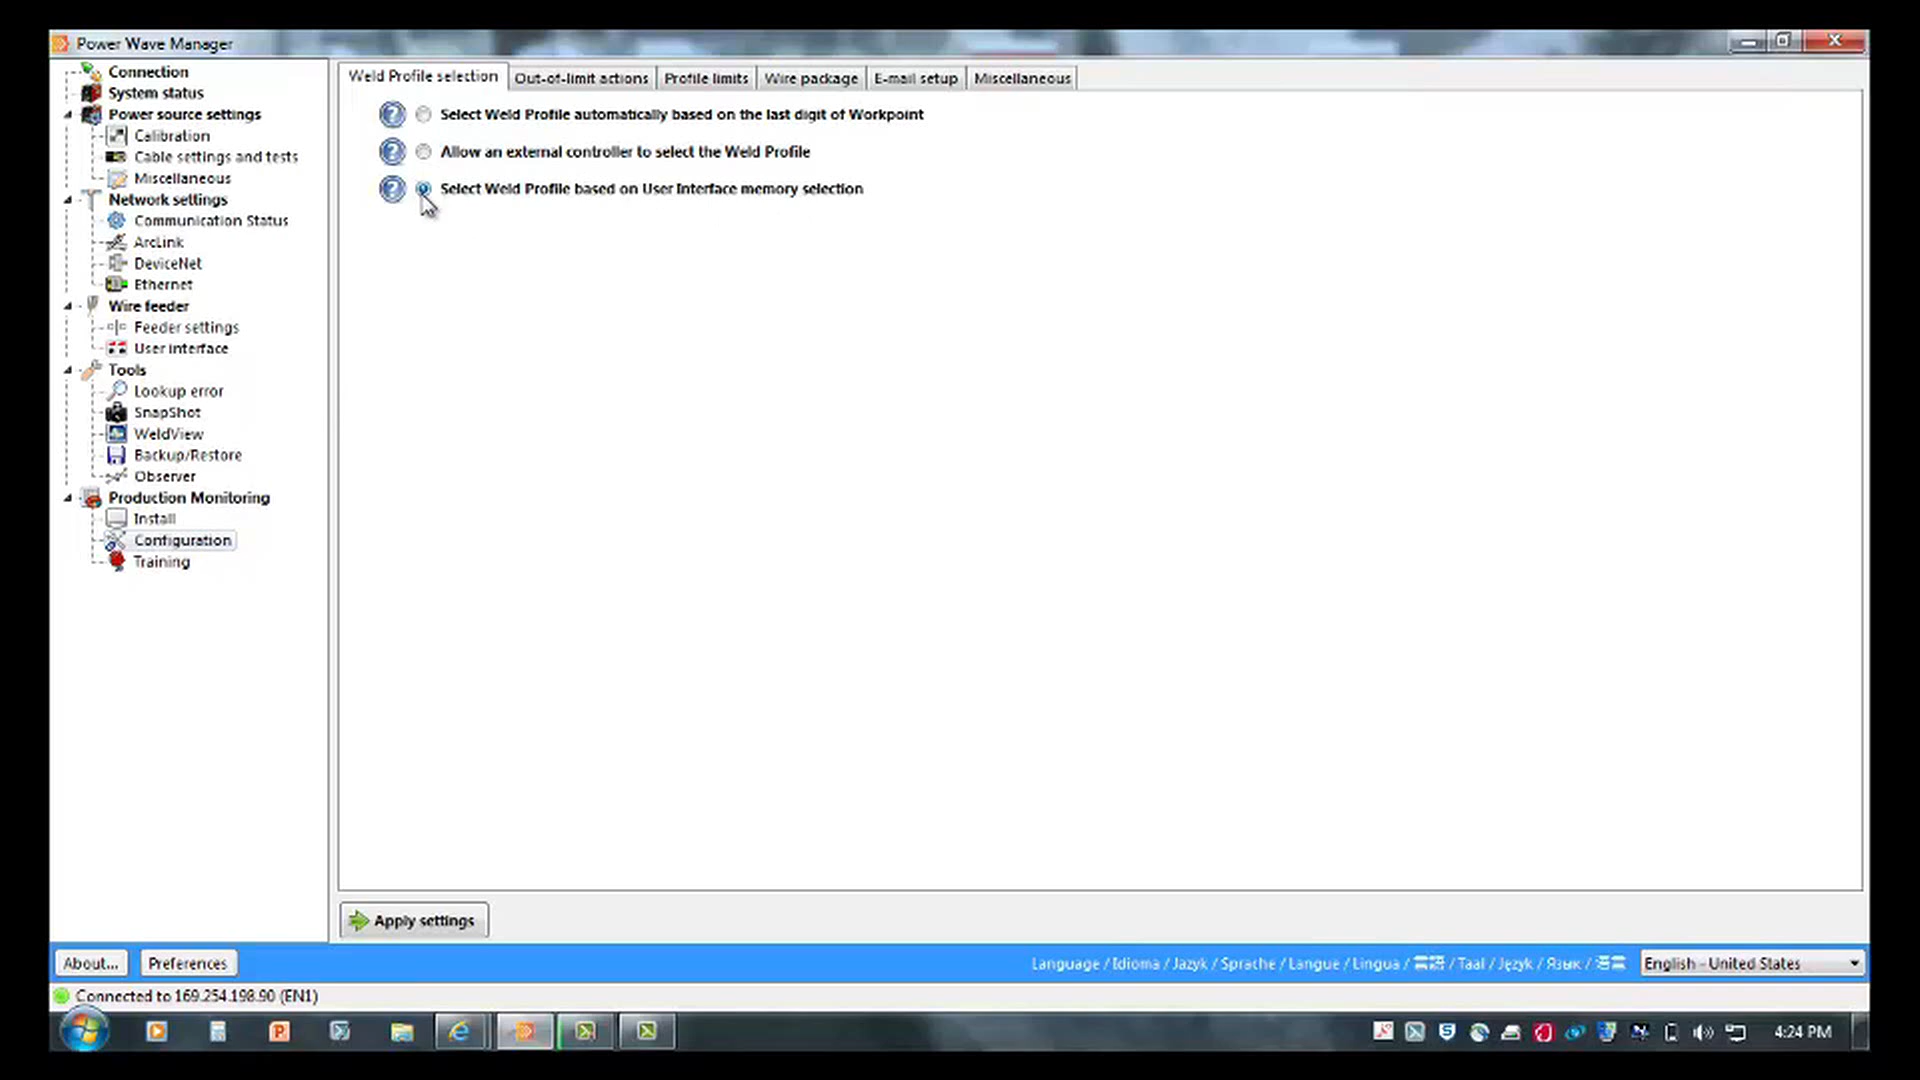 Power Wave Manager
Connection
System status
Power source settings
Calibration
Cable settings and tests
Miscellaneous
Network settings
Communication Status
ArcLink
DeviceNet
Ethernet
Wire feeder
Feeder settings
User interface
Tools
Lookup error
SnapShot
WeldView
Backup/Restore
Observer
Production Monitoring
Install
Configuration
Training
Weld Profile selection Out-of-limit actions Profile limits Wire package E-mail setup Miscellaneous
Select Weld Profile automatically based on the last digit of Workpoint
Allow an external controller to select the Weld Profile
Select Weld Profile based on User Interface memory selection
Apply settings
About... Preferences Language / Idioma / Jazyk / Sprache / Langue / Lingua / 言語 / Taal / Język / Язык / 语言 English - United States
Connected to 169.254.198.90 (EN1)
4:24 PM